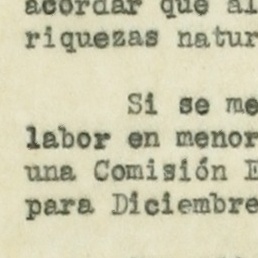 acordar que al
riquezas natur
Si se me
labor en menor
una Comisión E
para Diciembre